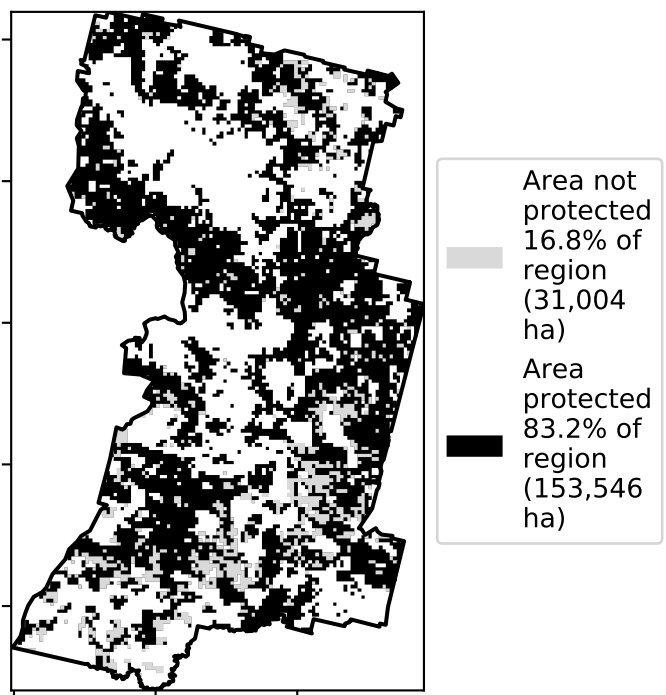 Area not
protected
16.8% of
region
(31,004
ha)
Area
protected
83.2% of
region
(153,546
ha)